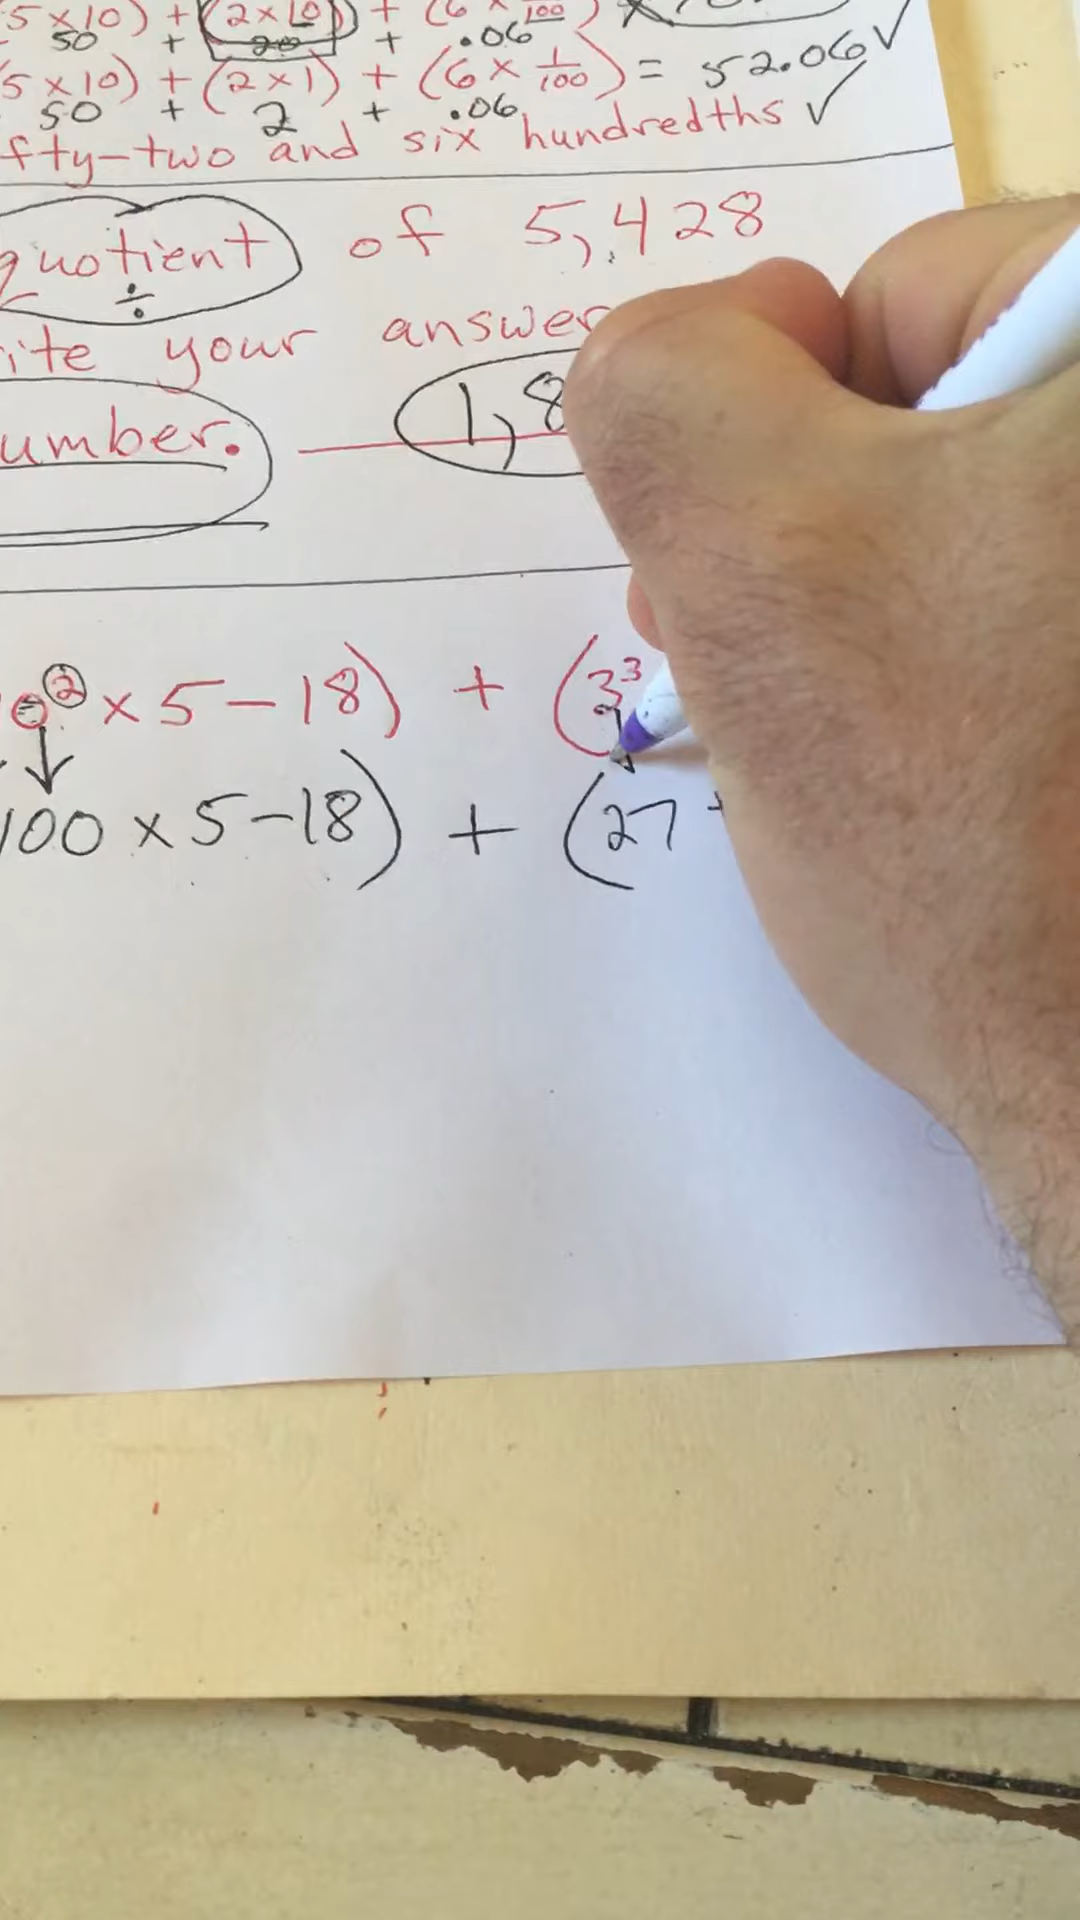 5 × 10) + (2 × 10) + (6 × 1/100)
50 + 20 + .06
5 × 10) + (2 × 1) + (6 × 1/100) = 52.06 ✓
50 + 2 + .06
fty-two and six hundredths ✓
quotient of 5,428
÷
ite your answer
umber. 1,8
0² × 5 - 18) + (3³
100 × 5 - 18) + (27 +